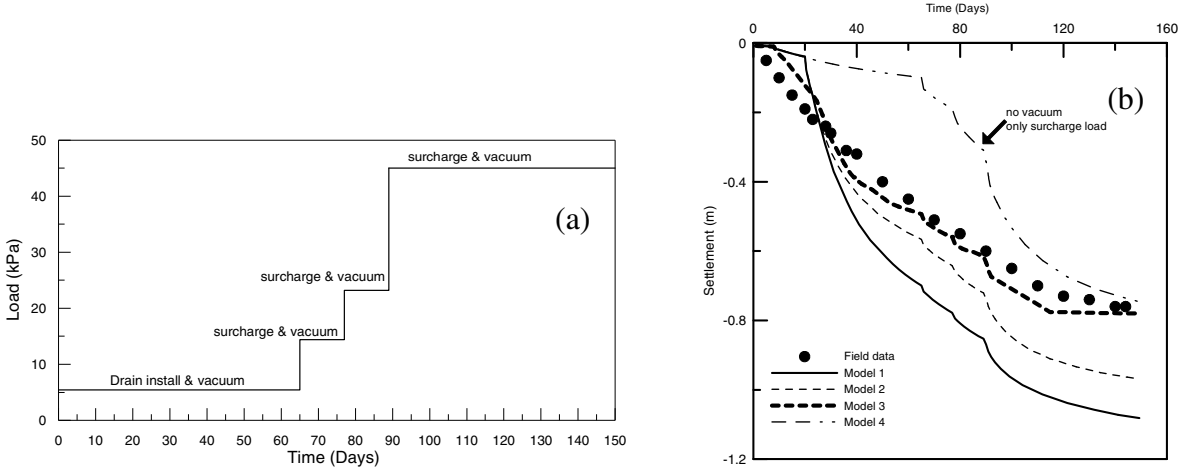 50
40
30
20
10
0
Load (kPa)
surcharge & vacuum
(a)
surcharge & vacuum
surcharge & vacuum
Drain install & vacuum
0 10 20 30 40 50 60 70 80 90 100 110 120 130 140 150
Time (Days)
Time (Days)
0 40 80 120 160
0
-0.4
-0.8
-1.2
Settlement (m)
(b)
no vacuum
only surcharge load
Field data
Model 1
Model 2
Model 3
Model 4